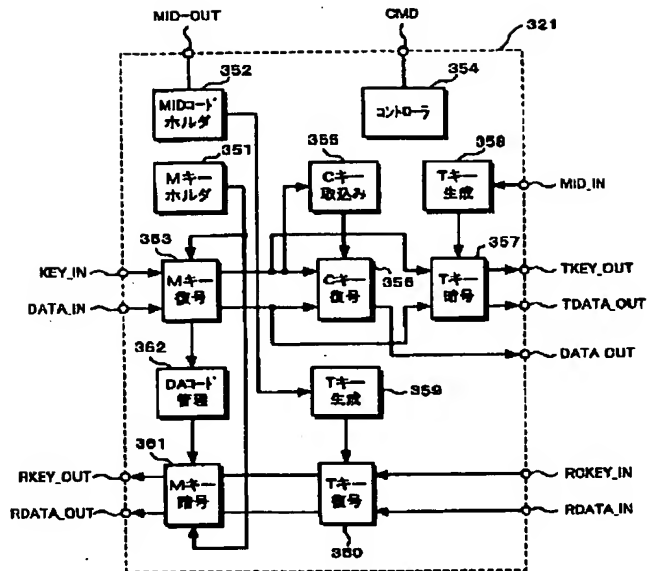 MID-OUT
CMD
321
352
354
MIDコード
ホルダ
コントローラ
351
355
358
Mキー
ホルダ
Cキー
取込み
Tキー
生成
MID_IN
353
357
KEY_IN
Mキー
復号
Cキー
復号
356
Tキー
暗号
TKEY_OUT
DATA_IN
TDATA_OUT
362
DATA OUT
DAコード
管理
Tキー
生成
359
361
RKEY_OUT
Mキー
暗号
Tキー
復号
RCKEY_IN
RDATA_OUT
RDATA_IN
360